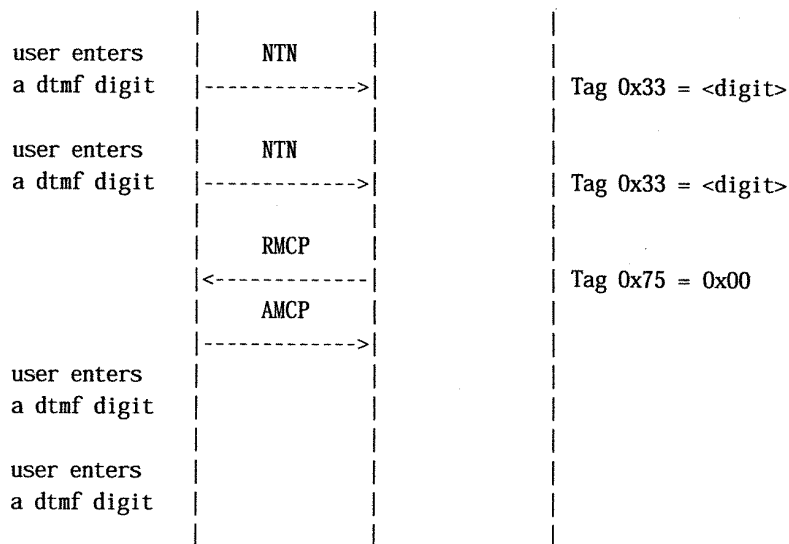 user enters NTN
a dtmf digit |------------->| Tag 0x33 = <digit>
user enters NTN
a dtmf digit |------------->| Tag 0x33 = <digit>
RMCP
|<-------------| Tag 0x75 = 0x00
AMCP
|------------->|
user enters
a dtmf digit
user enters
a dtmf digit